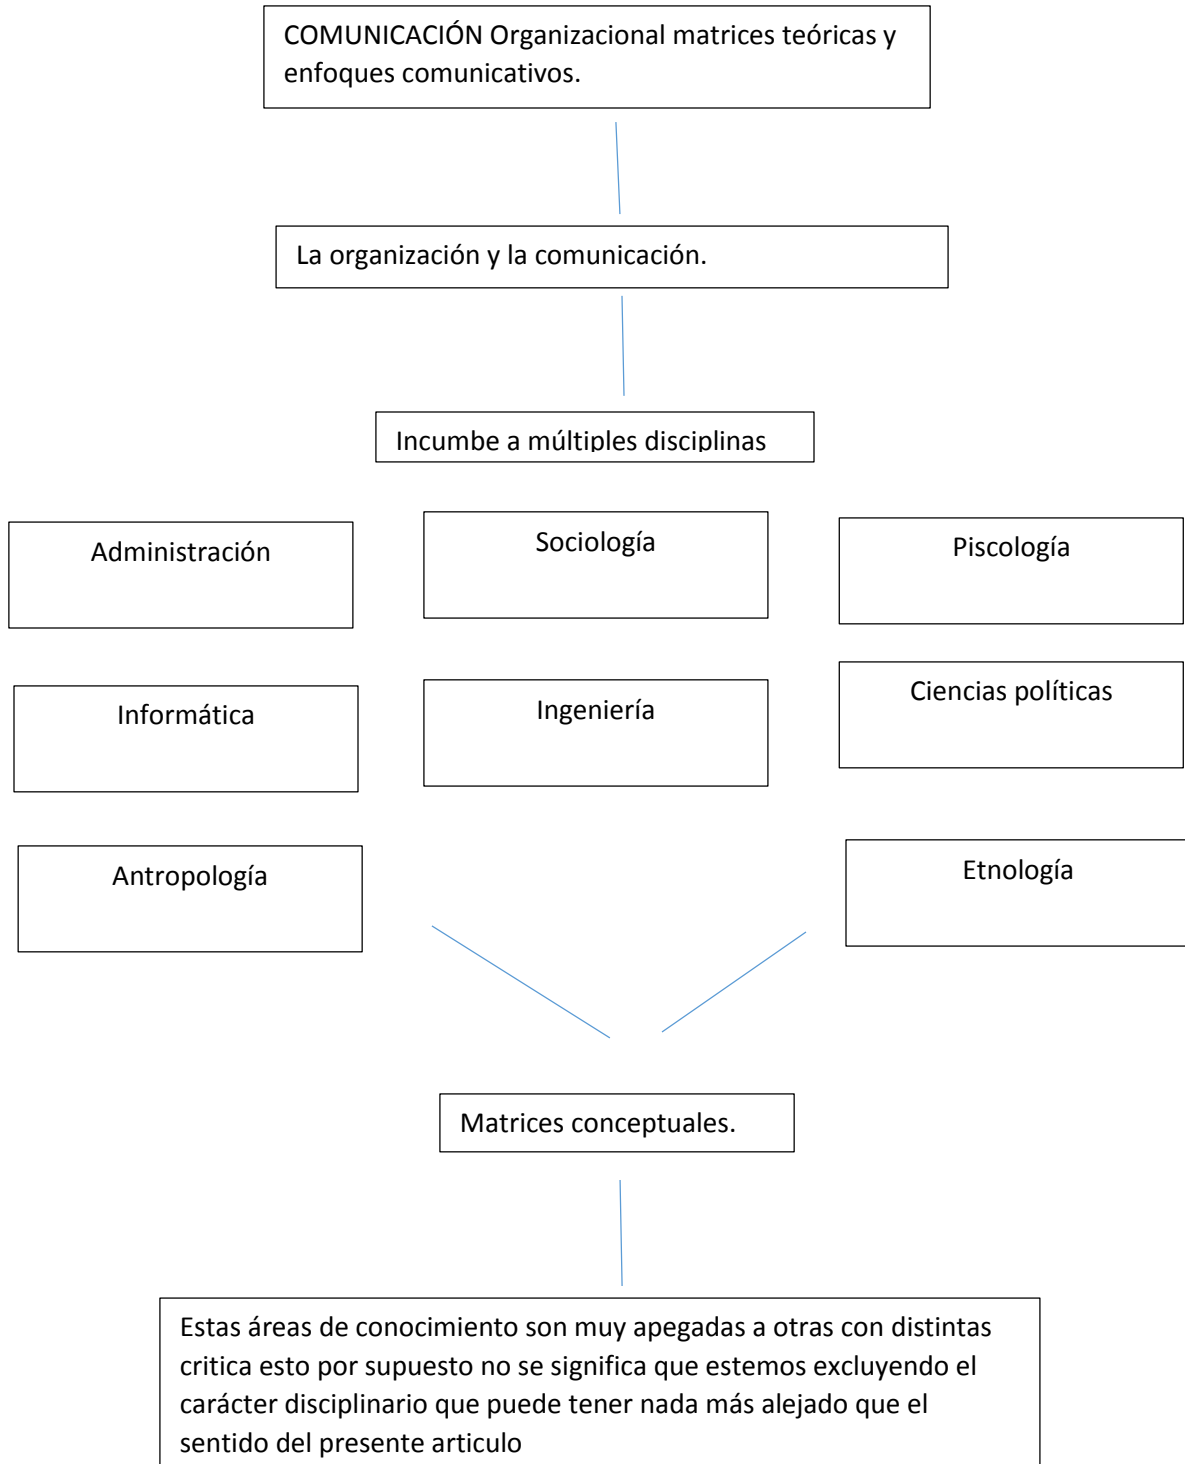 COMUNICACIÓN Organizacional matrices teóricas y
enfoques comunicativos.
La organización y la comunicación.
Incumbe a múltiples disciplinas
Administración
Sociología
Piscología
Informática
Ingeniería
Ciencias políticas
Antropología
Etnología
Matrices conceptuales.
Estas áreas de conocimiento son muy apegadas a otras con distintas
critica esto por supuesto no se significa que estemos excluyendo el
carácter disciplinario que puede tener nada más alejado que el
sentido del presente articulo